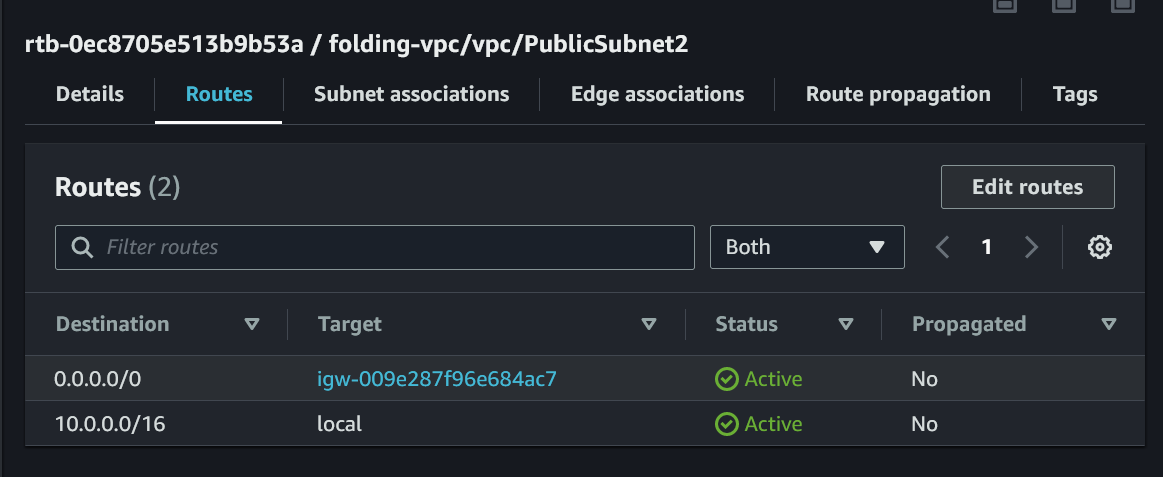 rtb-0ec8705e513b9b53a / folding-vpc/vpc/PublicSubnet2
Details Routes Subnet associations Edge associations Route propagation Tags
Routes (2) Edit routes
Filter routes Both 1
Destination Target Status Propagated
0.0.0.0/0 igw-009e287f96e684ac7 Active No
10.0.0.0/16 local Active No